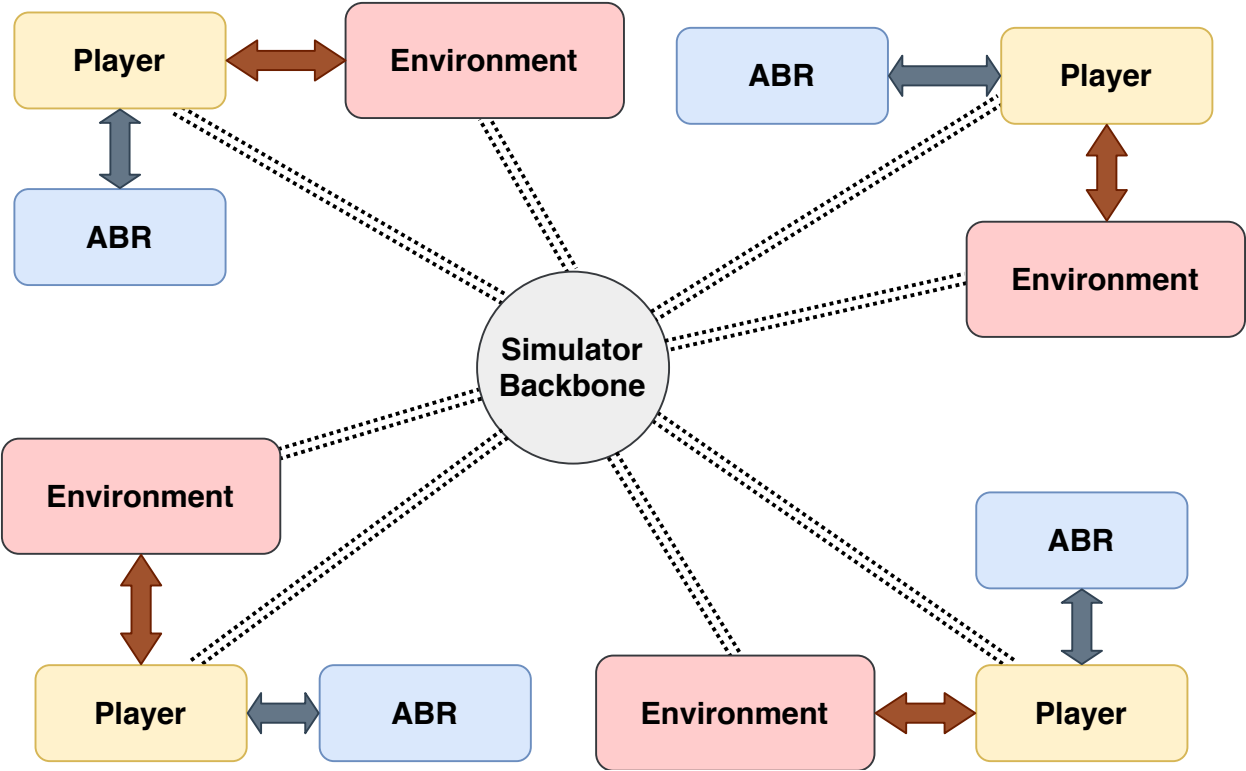 Player
Environment
ABR
ABR
Player
Environment
Simulator
Backbone
Environment
Player
ABR
ABR
Environment
Player